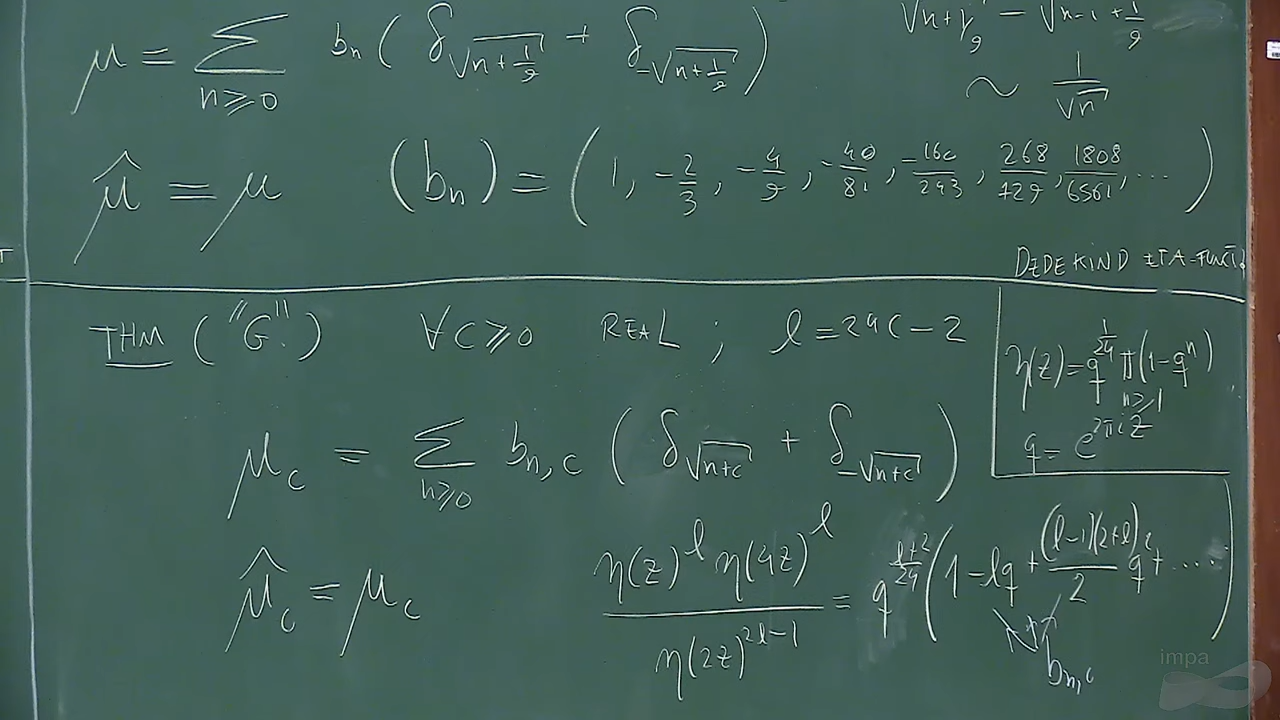 μ = Σ_{n≥0} b_n ( δ_{√(n+1/9)} + δ_{-√(n+1/9)} )
√(n+1/9) - √(n-1+1/9)
~ 1/√n
μ̂ = μ
(b_n) = ( 1, -2/3, -4/9, -40/81, -160/243, 268/729, 1808/6561, ... )
DEDEKIND ETA-FUNCT
THM ("G.") ∀ c ≥ 0 REAL ; l = 24c - 2
η(z) = q^{1/24} Π_{n≥1} (1-q^n)
q = e^{2πiz}
μ_c = Σ_{n≥0} b_{n,c} ( δ_{√(n+c)} + δ_{-√(n+c)} )
μ̂_c = μ_c
η(z)^l η(4z)^l / η(2z)^{2l-1} = q^{(l+2)/24} ( 1 - lq + (l-1)(2+l)/2 q^2 + .... )
b_{n,c}
impa